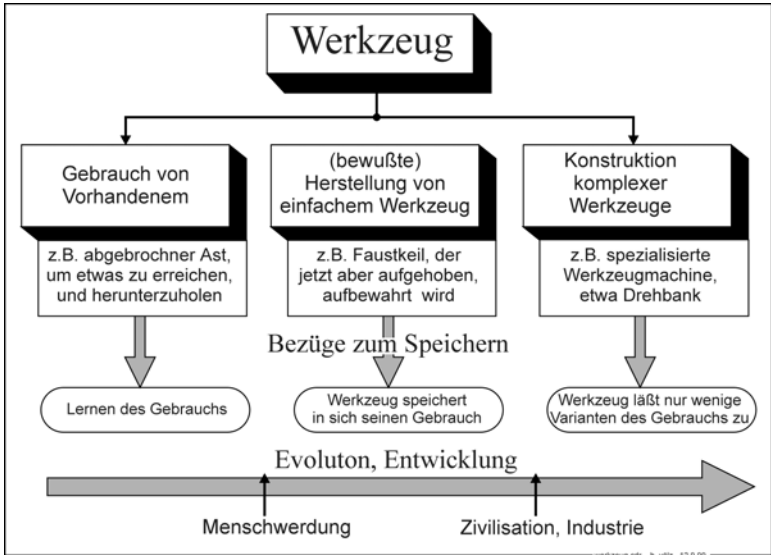 Werkzeug
Gebrauch von
Vorhandenem
z.B. abgebrochner Ast,
um etwas zu erreichen,
und herunterzuholen
(bewußte)
Herstellung von
einfachem Werkzeug
z.B. Faustkeil, der
jetzt aber aufgehoben,
aufbewahrt wird
Konstruktion
komplexer
Werkzeuge
z.B. spezialisierte
Werkzeugmachine,
etwa Drehbank
Bezüge zum Speichern
Lernen des Gebrauchs
Werkzeug speichert
in sich seinen Gebrauch
Werkzeug läßt nur wenige
Varianten des Gebrauchs zu
Evoluton, Entwicklung
Menschwerdung
Zivilisation, Industrie